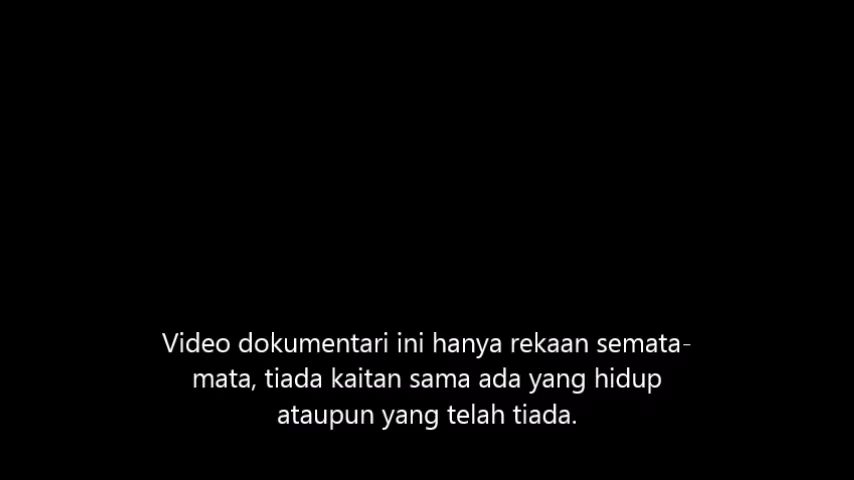 Video dokumentari ini hanya rekaan semata-
mata, tiada kaitan sama ada yang hidup
ataupun yang telah tiada.